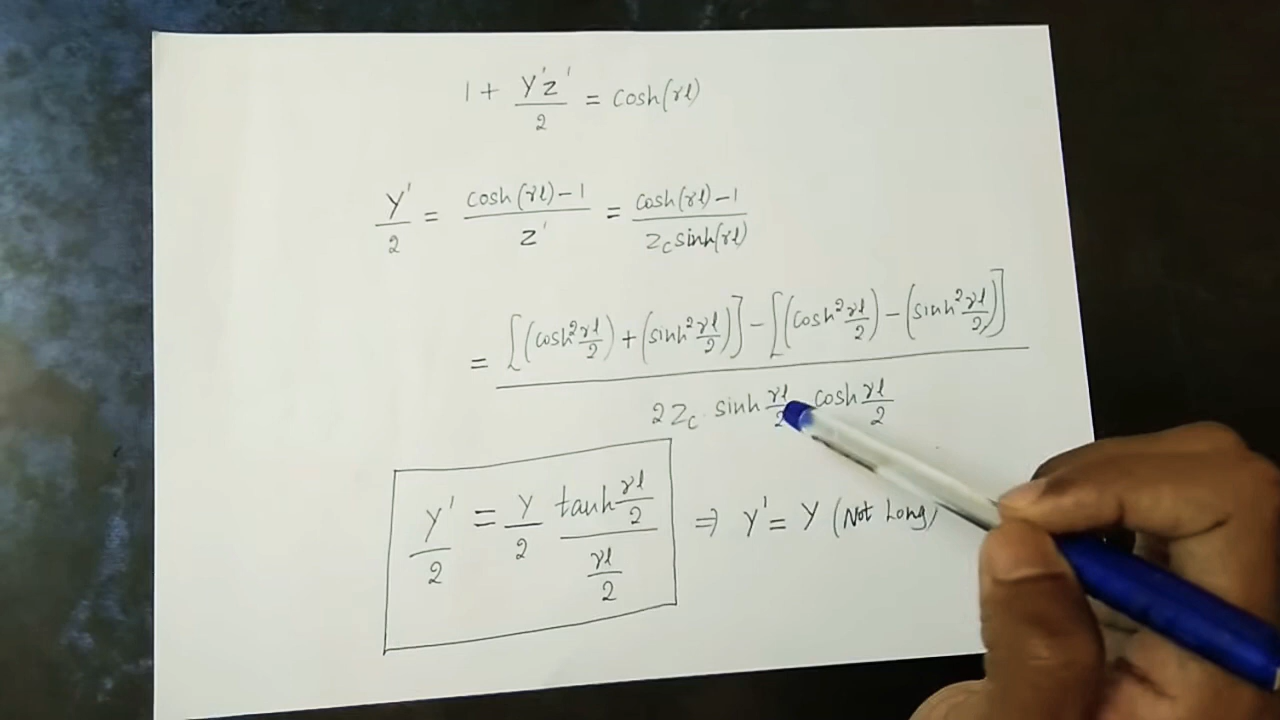 1 + Y'Z'/2 = cosh(γl)
Y'/2 = (cosh(γl) - 1)/Z' = (cosh(γl) - 1)/(Zc sinh(γl))
= ([(cosh² γl/2) + (sinh² γl/2)] - [(cosh² γl/2) - (sinh² γl/2)])/(2Zc · sinh γl/2 cosh γl/2)
Y'/2 = Y/2 (tanh γl/2)/(γl/2) ⇒ Y' = Y (Not Long)